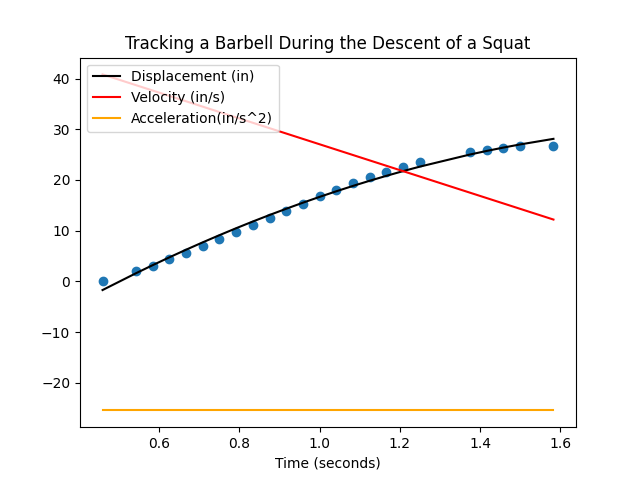 Tracking a Barbell During the Descent of a Squat
Displacement (in)
Velocity (in/s)
Acceleration(in/s^2)
40
30
20
10
0
−10
−20
0.6 0.8 1.0 1.2 1.4 1.6
Time (seconds)